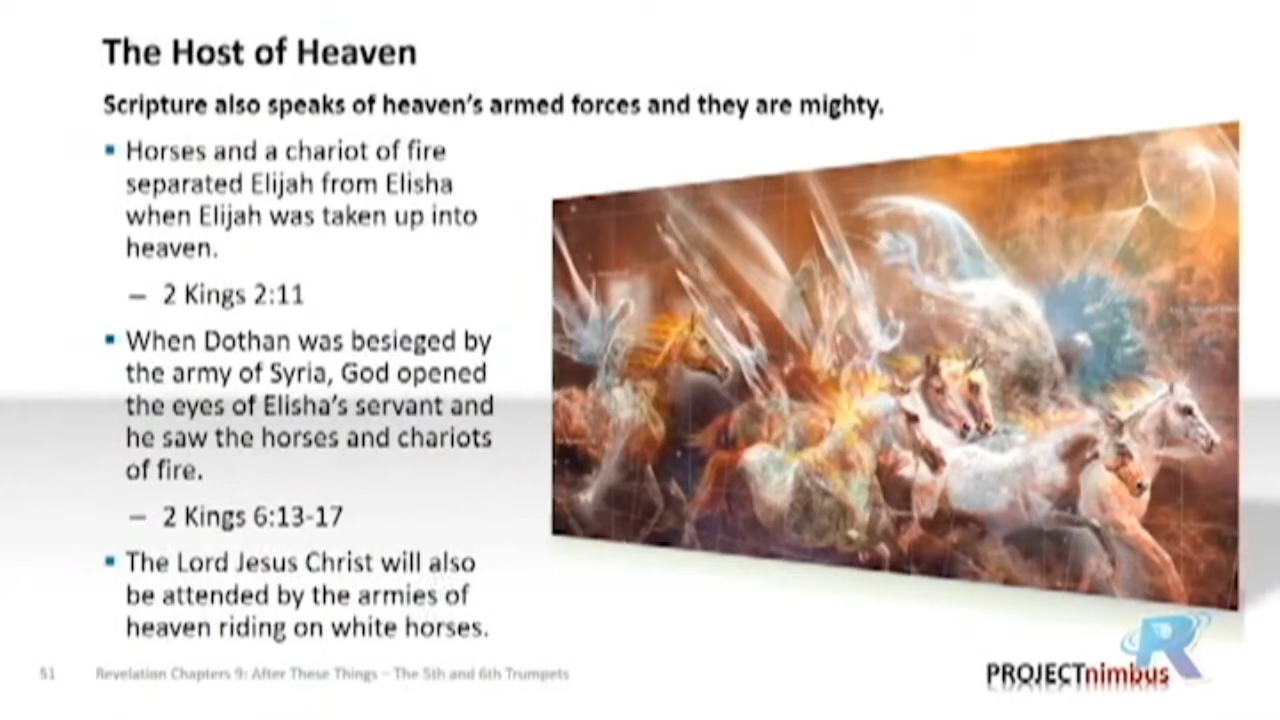 The Host of Heaven
Scripture also speaks of heaven's armed forces and they are mighty.
▪ Horses and a chariot of fire
separated Elijah from Elisha
when Elijah was taken up into
heaven.
– 2 Kings 2:11
▪ When Dothan was besieged by
the army of Syria, God opened
the eyes of Elisha's servant and
he saw the horses and chariots
of fire.
– 2 Kings 6:13-17
▪ The Lord Jesus Christ will also
be attended by the armies of
heaven riding on white horses.
51 Revelation Chapters 9: After These Things – The 5th and 6th Trumpets
PROJECTnimbus
R